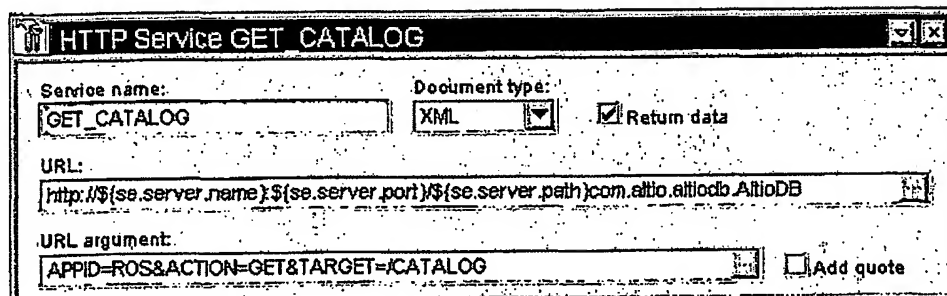 HTTP Service GET_CATALOG
Service name: Document type:
GET_CATALOG XML Return data
URL:
http://${se.server.name}:${se.server.port}/${se.server.path}com.altio.altiodb.AltioDB
URL argument:
APPID=ROS&ACTION=GET&TARGET=/CATALOG Add quote